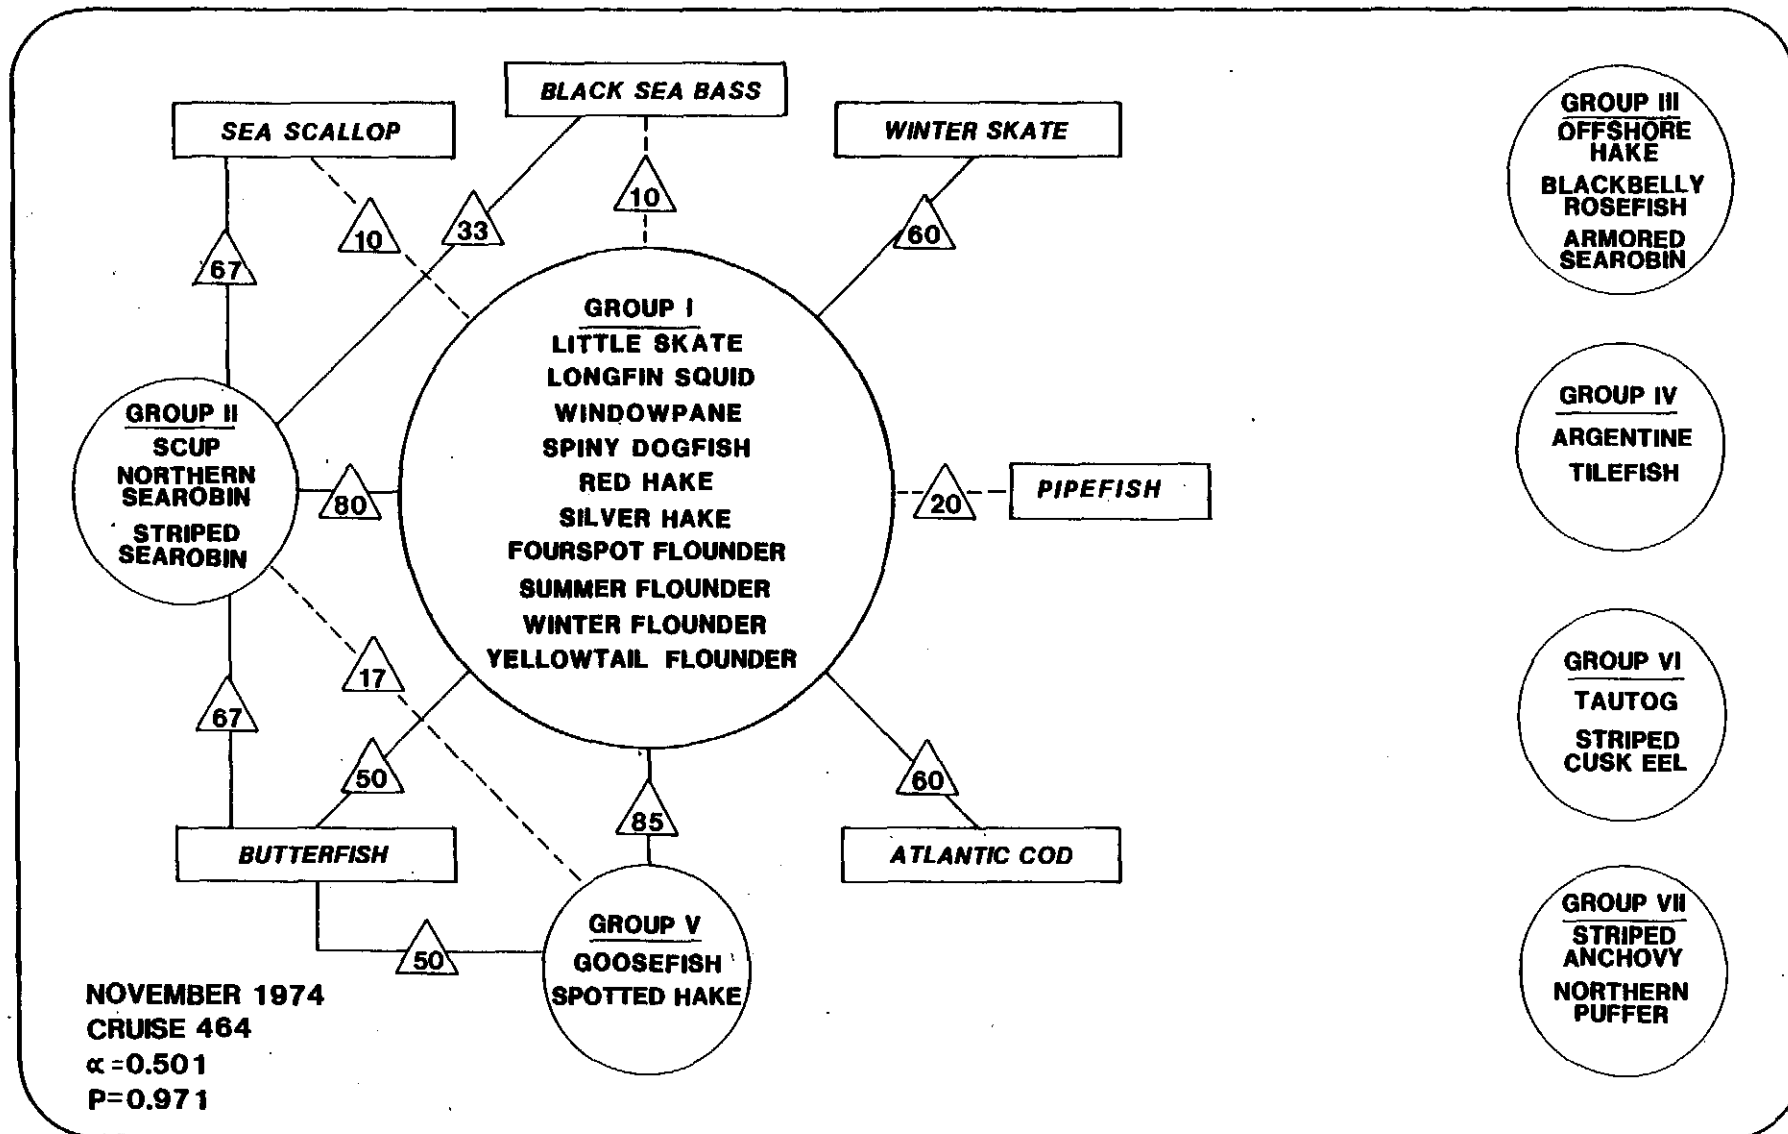 BLACK SEA BASS
SEA SCALLOP
WINTER SKATE
10
33
10
60
67
GROUP I
LITTLE SKATE
LONGFIN SQUID
WINDOWPANE
SPINY DOGFISH
RED HAKE
SILVER HAKE
FOURSPOT FLOUNDER
SUMMER FLOUNDER
WINTER FLOUNDER
YELLOWTAIL FLOUNDER
GROUP II
SCUP
NORTHERN
SEAROBIN
STRIPED
SEAROBIN
80
20
PIPEFISH
17
67
50
85
60
BUTTERFISH
ATLANTIC COD
50
GROUP V
GOOSEFISH
SPOTTED HAKE
GROUP III
OFFSHORE
HAKE
BLACKBELLY
ROSEFISH
ARMORED
SEAROBIN
GROUP IV
ARGENTINE
TILEFISH
GROUP VI
TAUTOG
STRIPED
CUSK EEL
GROUP VII
STRIPED
ANCHOVY
NORTHERN
PUFFER
NOVEMBER 1974
CRUISE 464
∝=0.501
P=0.971